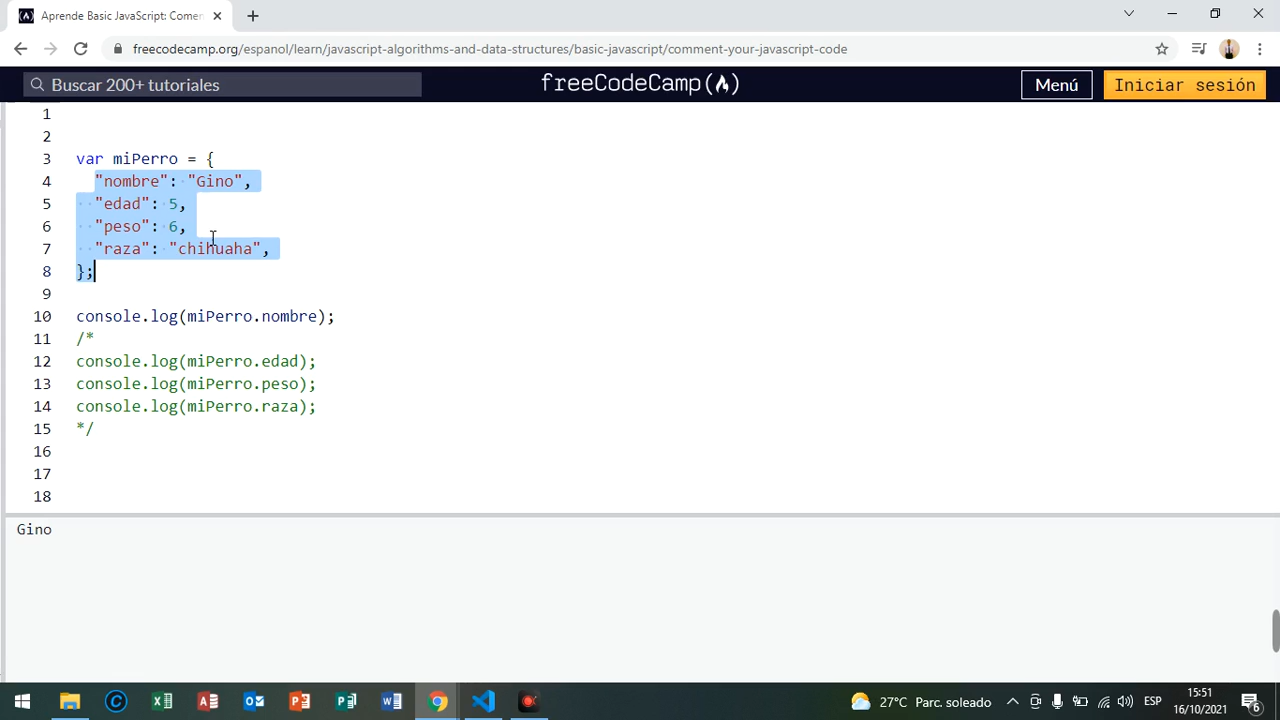 Aprende Basic JavaScript: Comen
freecodecamp.org/espanol/learn/javascript-algorithms-and-data-structures/basic-javascript/comment-your-javascript-code
Buscar 200+ tutoriales
freeCodeCamp
Menú
Iniciar sesión
1
2
3 var miPerro = {
4 "nombre": "Gino",
5 "edad": 5,
6 "peso": 6,
7 "raza": "chihuaha",
8 };
9
10 console.log(miPerro.nombre);
11 /*
12 console.log(miPerro.edad);
13 console.log(miPerro.peso);
14 console.log(miPerro.raza);
15 */
16
17
18
Gino
27°C Parc. soleado
ESP
15:51
16/10/2021
6